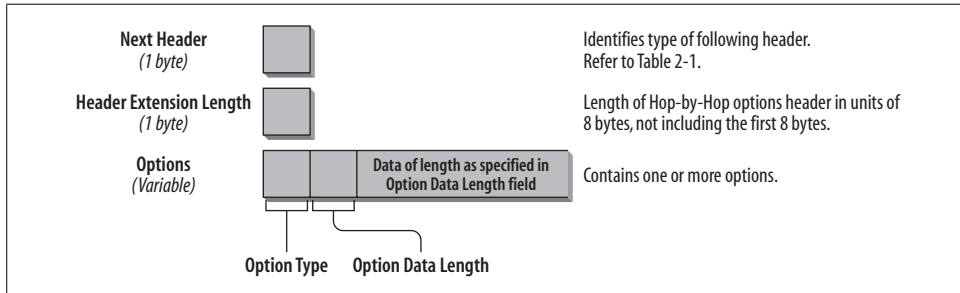 Next Header
(1 byte)
Identifies type of following header.
Refer to Table 2-1.
Header Extension Length
(1 byte)
Length of Hop-by-Hop options header in units of
8 bytes, not including the first 8 bytes.
Options
(Variable)
Data of length as specified in
Option Data Length field
Contains one or more options.
Option Type
Option Data Length